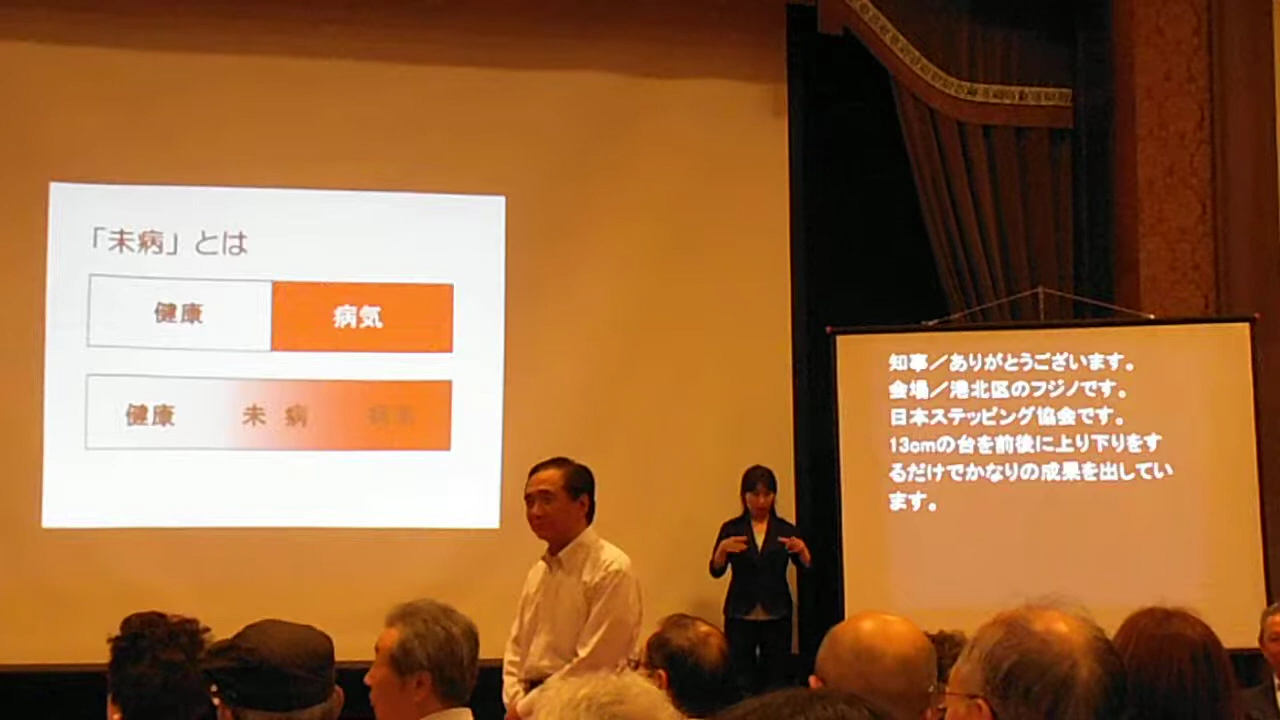 「未病」とは
健康 病気
健康 未 病 病気
知事／ありがとうございます。
会場／港北区のフジノです。
日本ステッピング協会です。
13cmの台を前後に上り下りをす
るだけでかなりの成果を出してい
ます。